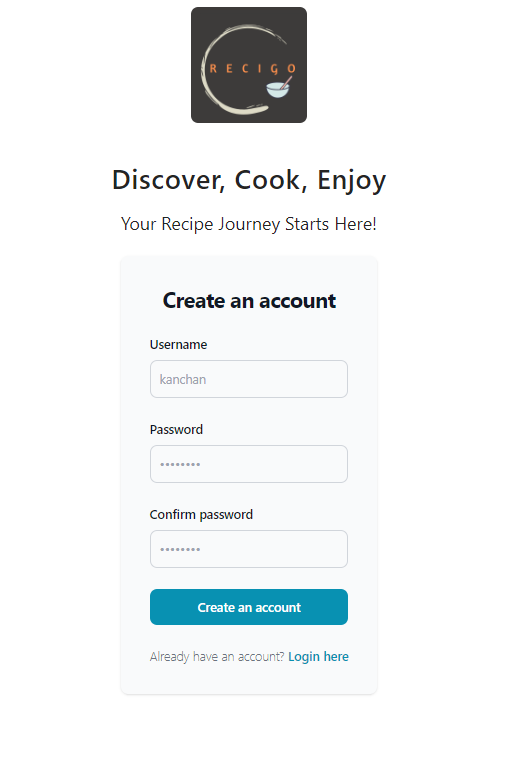 RECIGO
Discover, Cook, Enjoy
Your Recipe Journey Starts Here!
Create an account
Username
kanchan
Password
••••••••
Confirm password
••••••••
Create an account
Already have an account? Login here